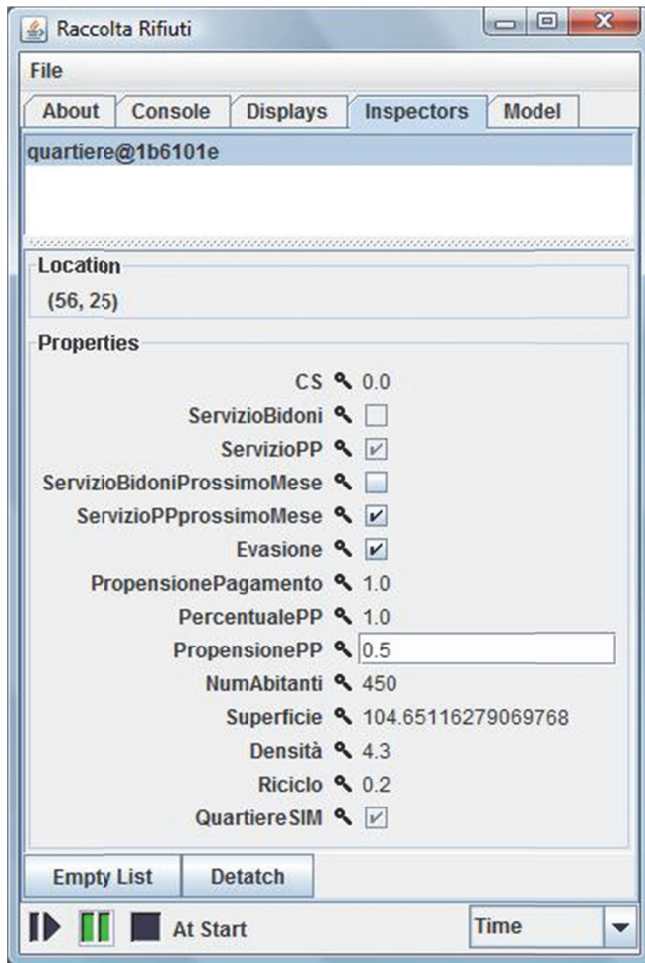 Raccolta Rifiuti
File
About Console Displays Inspectors Model
quartiere@1b6101e
Location
(56, 25)
Properties
CS 0.0
ServizioBidoni
ServizioPP
ServizioBidoniProssimoMese
ServizioPPprossimoMese
Evasione
PropensionePagamento 1.0
PercentualePP 1.0
PropensionePP 0.5
NumAbitanti 450
Superficie 104.65116279069768
Densità 4.3
Riciclo 0.2
QuartiereSIM
Empty List Detatch
At Start Time